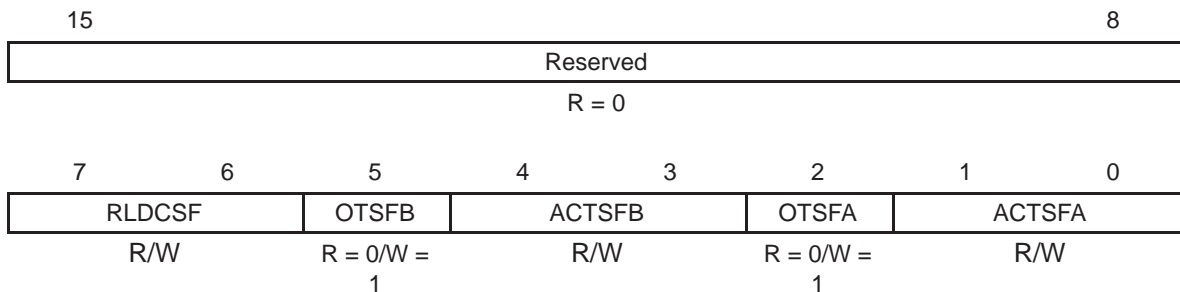 15 8
Reserved
R = 0
7 6 5 4 3 2 1 0
RLDCSF OTSFB ACTSFB OTSFA ACTSFA
R/W R = 0/W = R/W R = 0/W = R/W
1 1